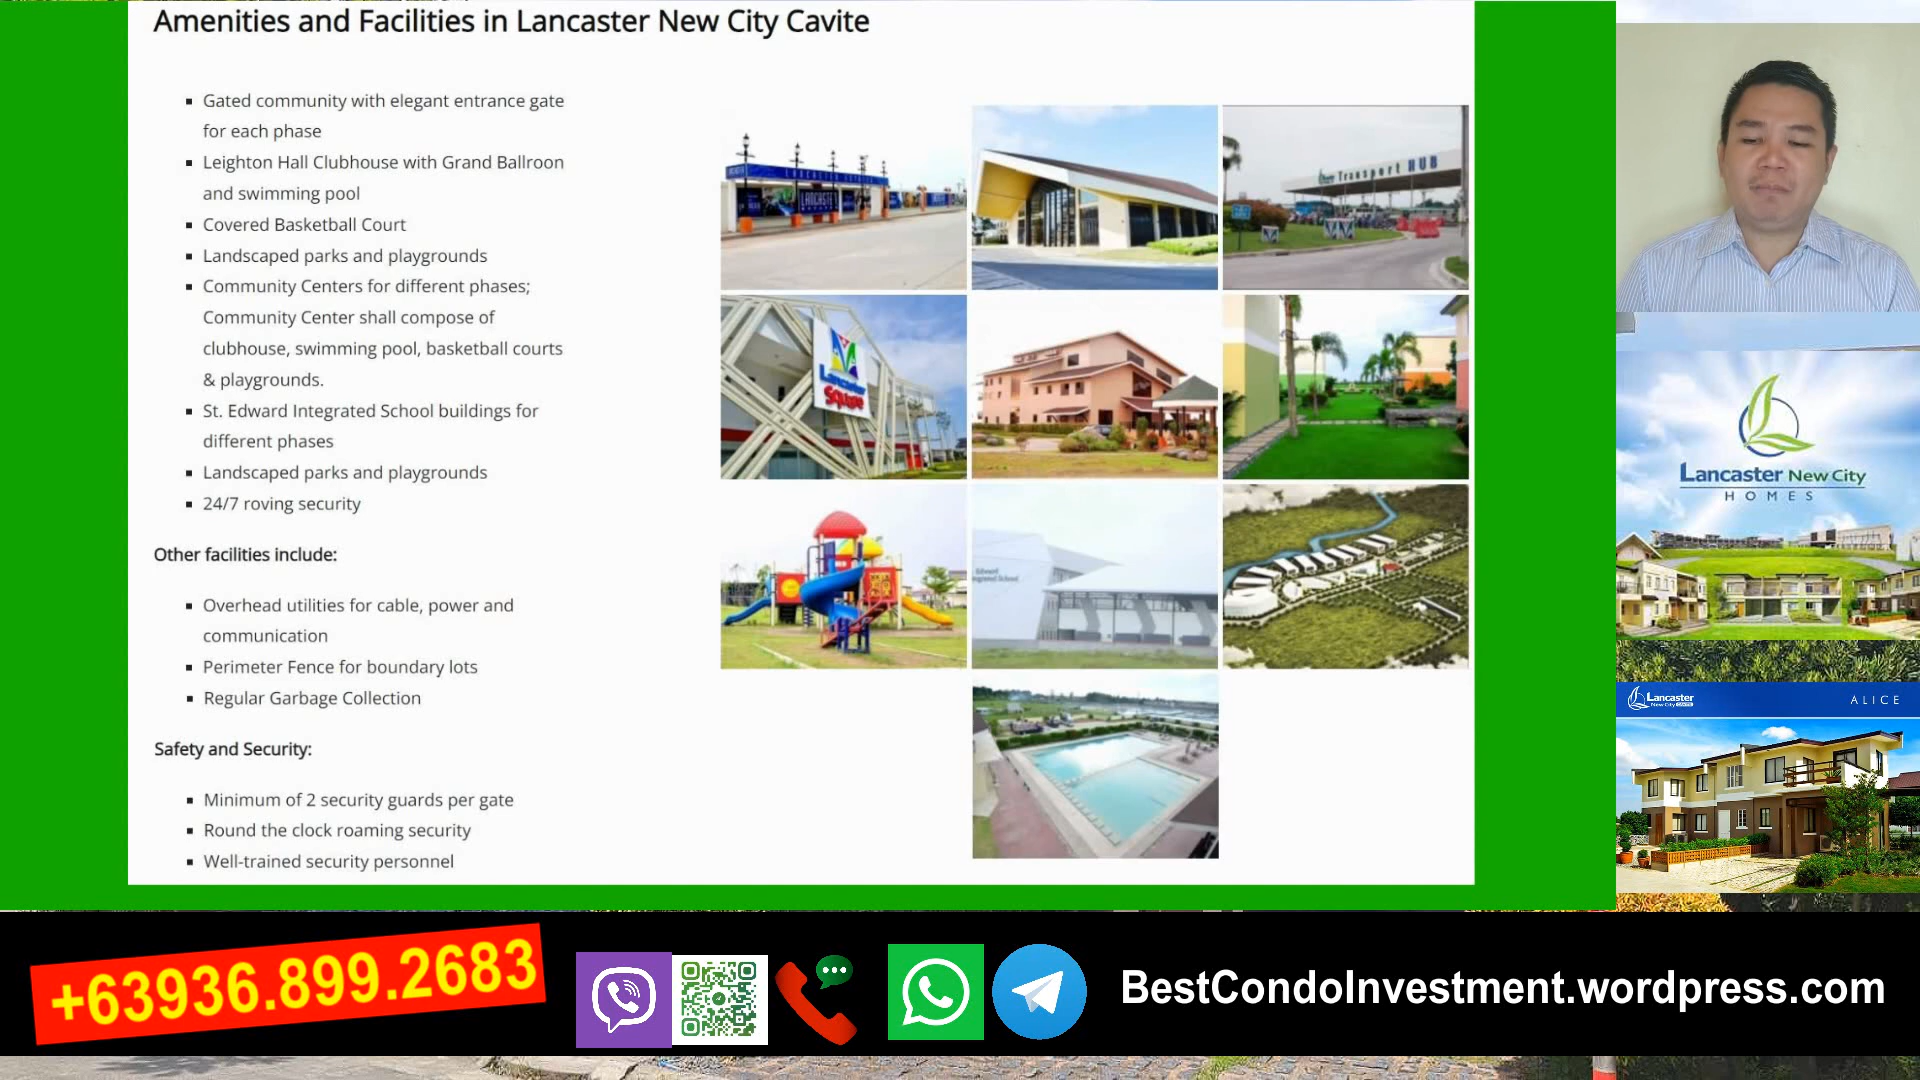 Amenities and Facilities in Lancaster New City Cavite
Gated community with elegant entrance gate
for each phase
Leighton Hall Clubhouse with Grand Ballroon
and swimming pool
Covered Basketball Court
Landscaped parks and playgrounds
Community Centers for different phases;
Community Center shall compose of
clubhouse, swimming pool, basketball courts
& playgrounds.
St. Edward Integrated School buildings for
different phases
Landscaped parks and playgrounds
24/7 roving security
Other facilities include:
Overhead utilities for cable, power and
communication
Perimeter Fence for boundary lots
Regular Garbage Collection
Safety and Security:
Minimum of 2 security guards per gate
Round the clock roaming security
Well-trained security personnel
LANCASTER
Transport HUB
Lancaster
Square
Edward
Lancaster New City
HOMES
Lancaster
New City CAVITE
ALICE
+63936.899.2683
BestCondoInvestment.wordpress.com